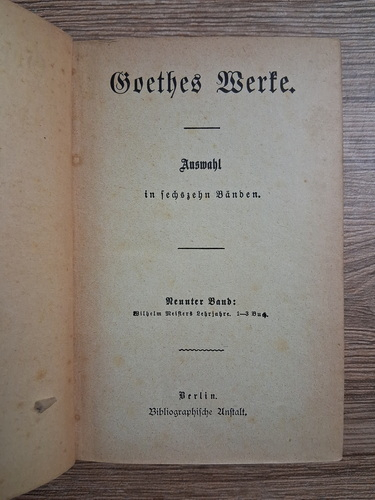 Goethes Werke.
Auswahl
in sechszehn Bänden.
Neunter Band:
Wilhelm Meisters Lehrjahre. 1–3 Buch.
Berlin.
Bibliographische Anstalt.